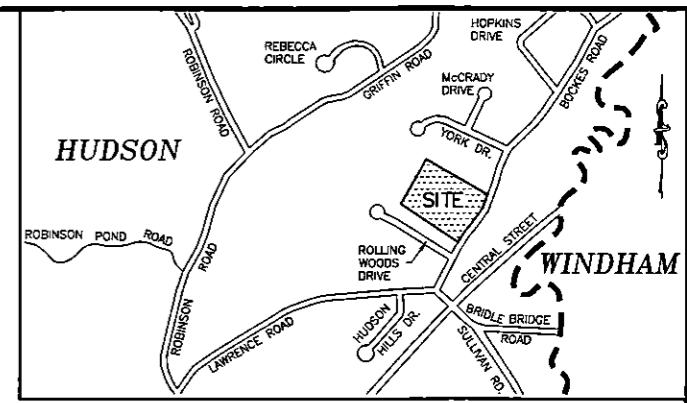 HOPKINS
DRIVE
REBECCA
CIRCLE
ROBINSON ROAD
GRIFFIN ROAD
McCRADY
DRIVE
BOCKES ROAD
HUDSON
YORK DR.
SITE
ROBINSON POND ROAD
ROBINSON ROAD
ROLLING
WOODS
DRIVE
CENTRAL STREET
WINDHAM
LAWRENCE ROAD
HUDSON
HILLS DR.
BRIDLE BRIDGE
ROAD
SULLIVAN RD.